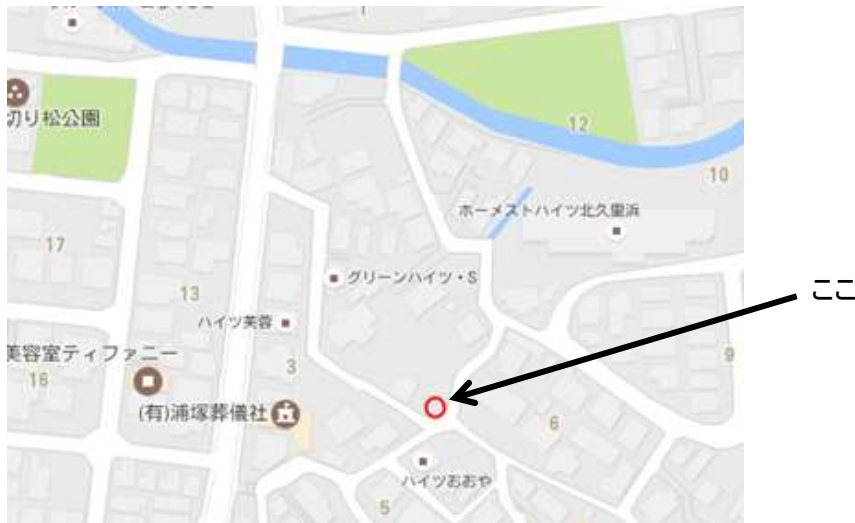 切り松公園
12
10
ホーメストハイツ北久里浜
17
グリーンハイツ・S
ここ
13
ハイツ芙蓉
美容室ティファニー
3
9
16
(有)浦塚葬儀社
6
ハイツおおや
5